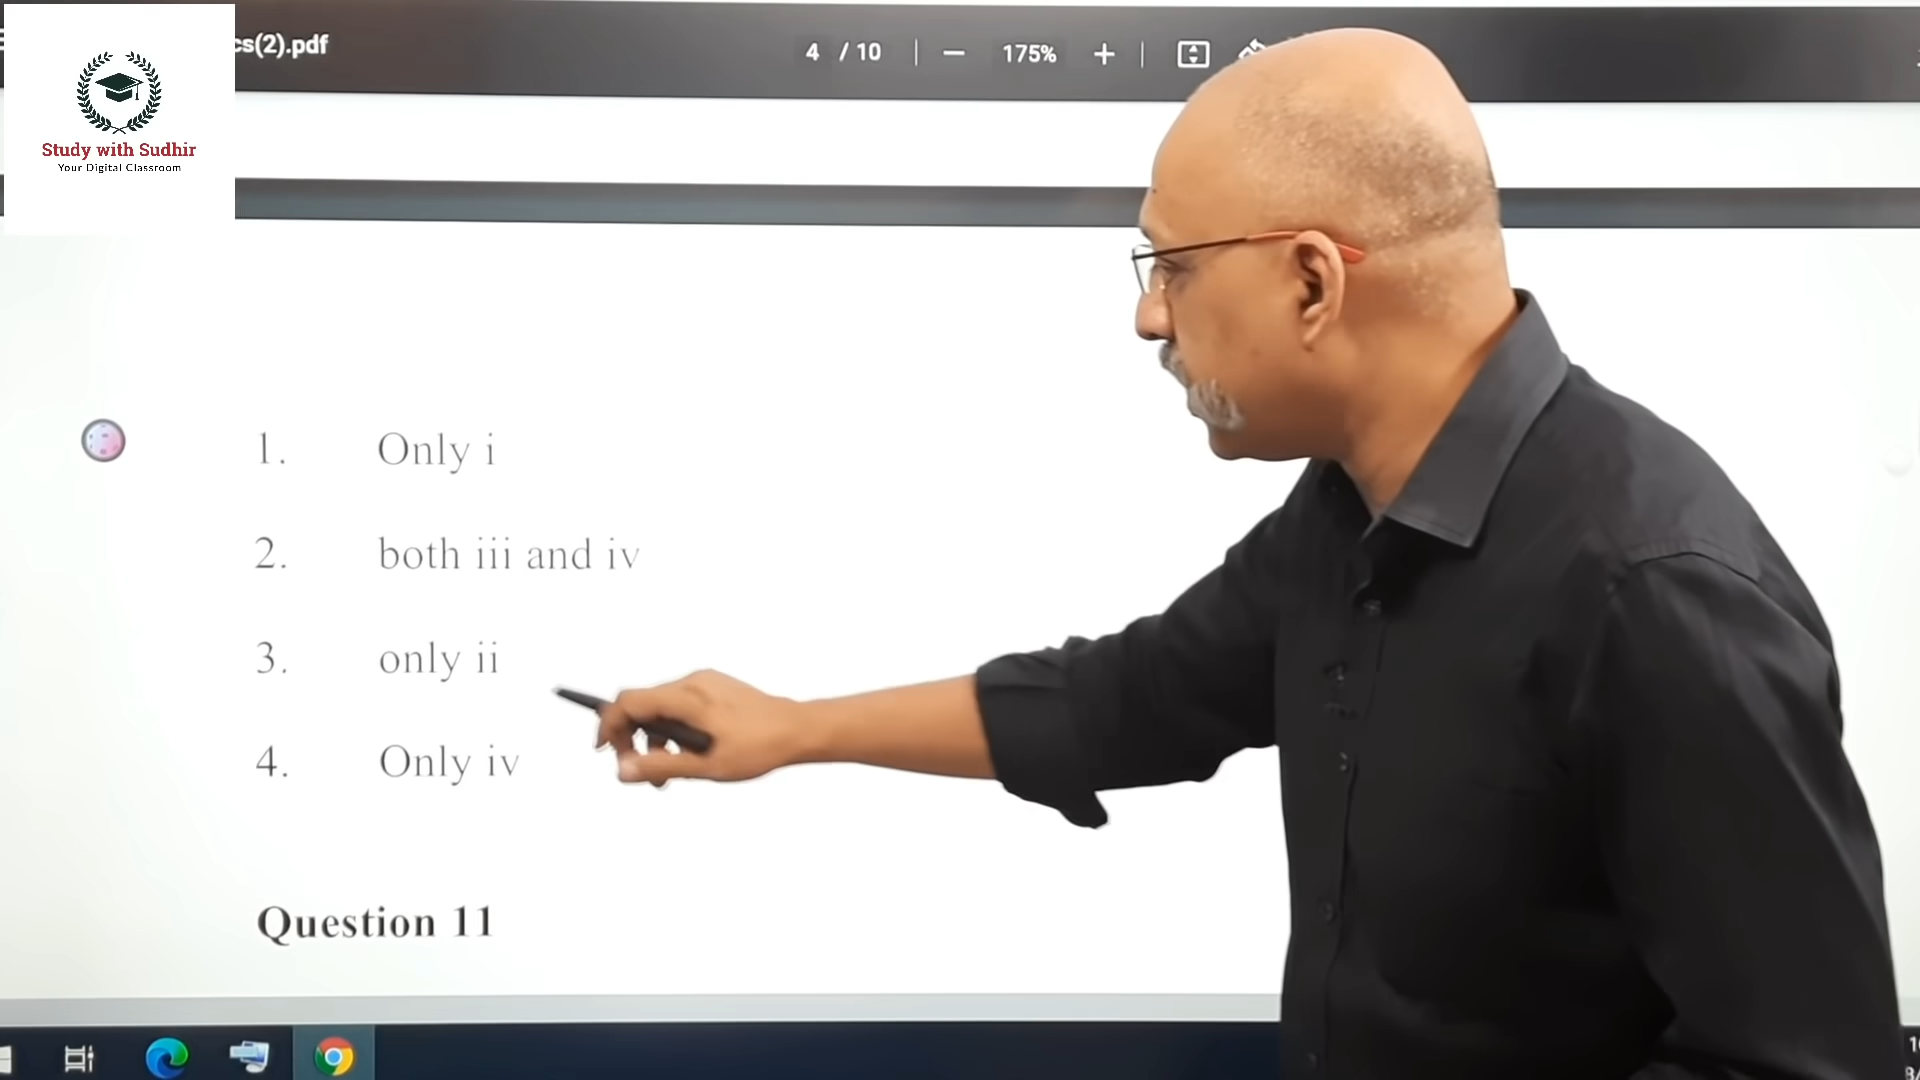 cs(2).pdf
4 / 10
175%
Study with Sudhir
Your Digital Classroom
1. Only i
2. both iii and iv
3. only ii
4. Only iv
Question 11